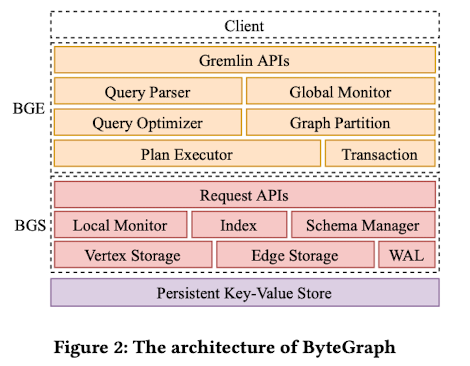 Client
Gremlin APIs
BGE
Query Parser Global Monitor
Query Optimizer Graph Partition
Plan Executor Transaction
Request APIs
BGS
Local Monitor Index Schema Manager
Vertex Storage Edge Storage WAL
Persistent Key-Value Store
Figure 2: The architecture of ByteGraph